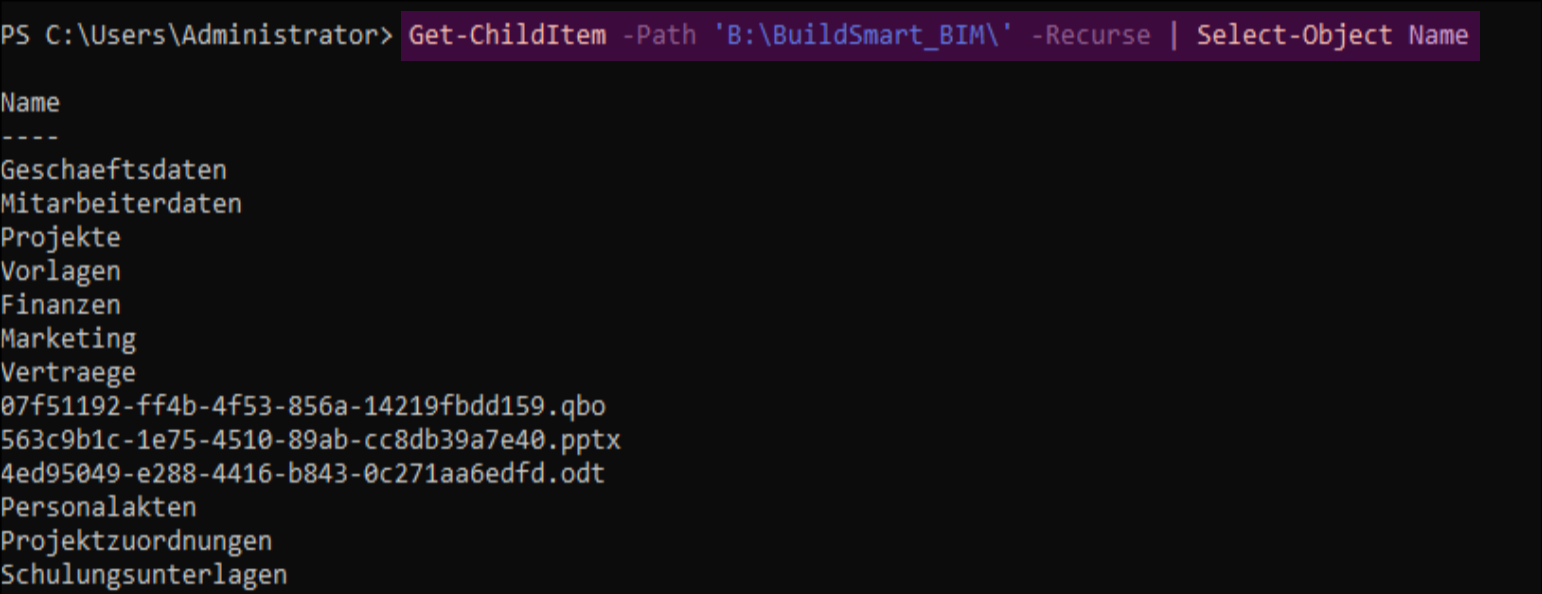 PS C:\Users\Administrator> Get-ChildItem -Path 'B:\BuildSmart_BIM\' -Recurse | Select-Object Name
Name
----
Geschaeftsdaten
Mitarbeiterdaten
Projekte
Vorlagen
Finanzen
Marketing
Vertraege
07f51192-ff4b-4f53-856a-14219fbdd159.qbo
563c9b1c-1e75-4510-89ab-cc8db39a7e40.pptx
4ed95049-e288-4416-b843-0c271aa6edfd.odt
Personalakten
Projektzuordnungen
Schulungsunterlagen